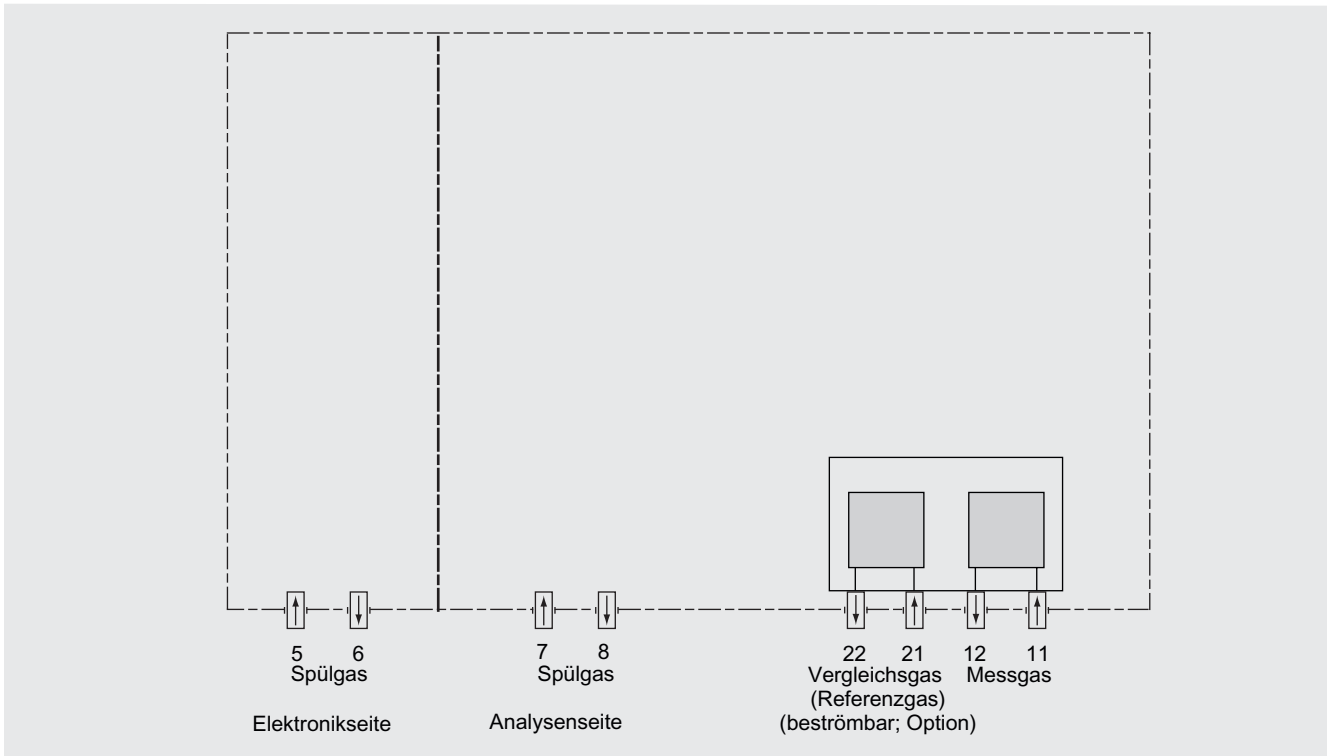 5 6
Spülgas
Elektronikseite
7 8
Spülgas
Analysenseite
22 21
Vergleichsgas
(Referenzgas)
(beströmbar; Option)
12 11
Messgas